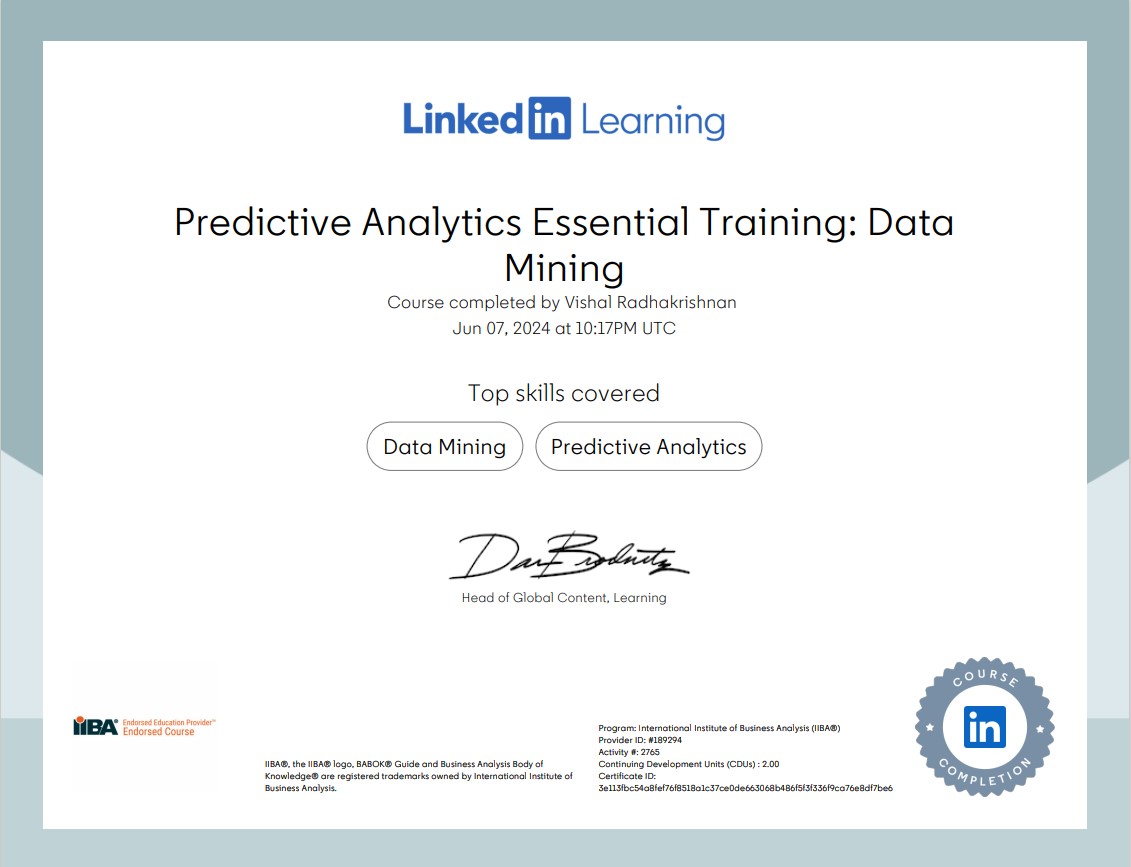 Linked in Learning
Predictive Analytics Essential Training: Data
Mining
Course completed by Vishal Radhakrishnan
Jun 07, 2024 at 10:17PM UTC
Top skills covered
Data Mining
Predictive Analytics
Head of Global Content, Learning
IIBA® Endorsed Education Provider™
Endorsed Course
IIBA®, the IIBA® logo, BABOK® Guide and Business Analysis Body of
Knowledge® are registered trademarks owned by International Institute of
Business Analysis.
Program: International Institute of Business Analysis (IIBA®)
Provider ID: #189294
Activity #: 2765
Continuing Development Units (CDUs) : 2.00
Certificate ID:
3e113fbc54a8fef76f8518a1c37ce0de663068b486f5f3f336f9ca76e8df7be6
COURSE
in
COMPLETION